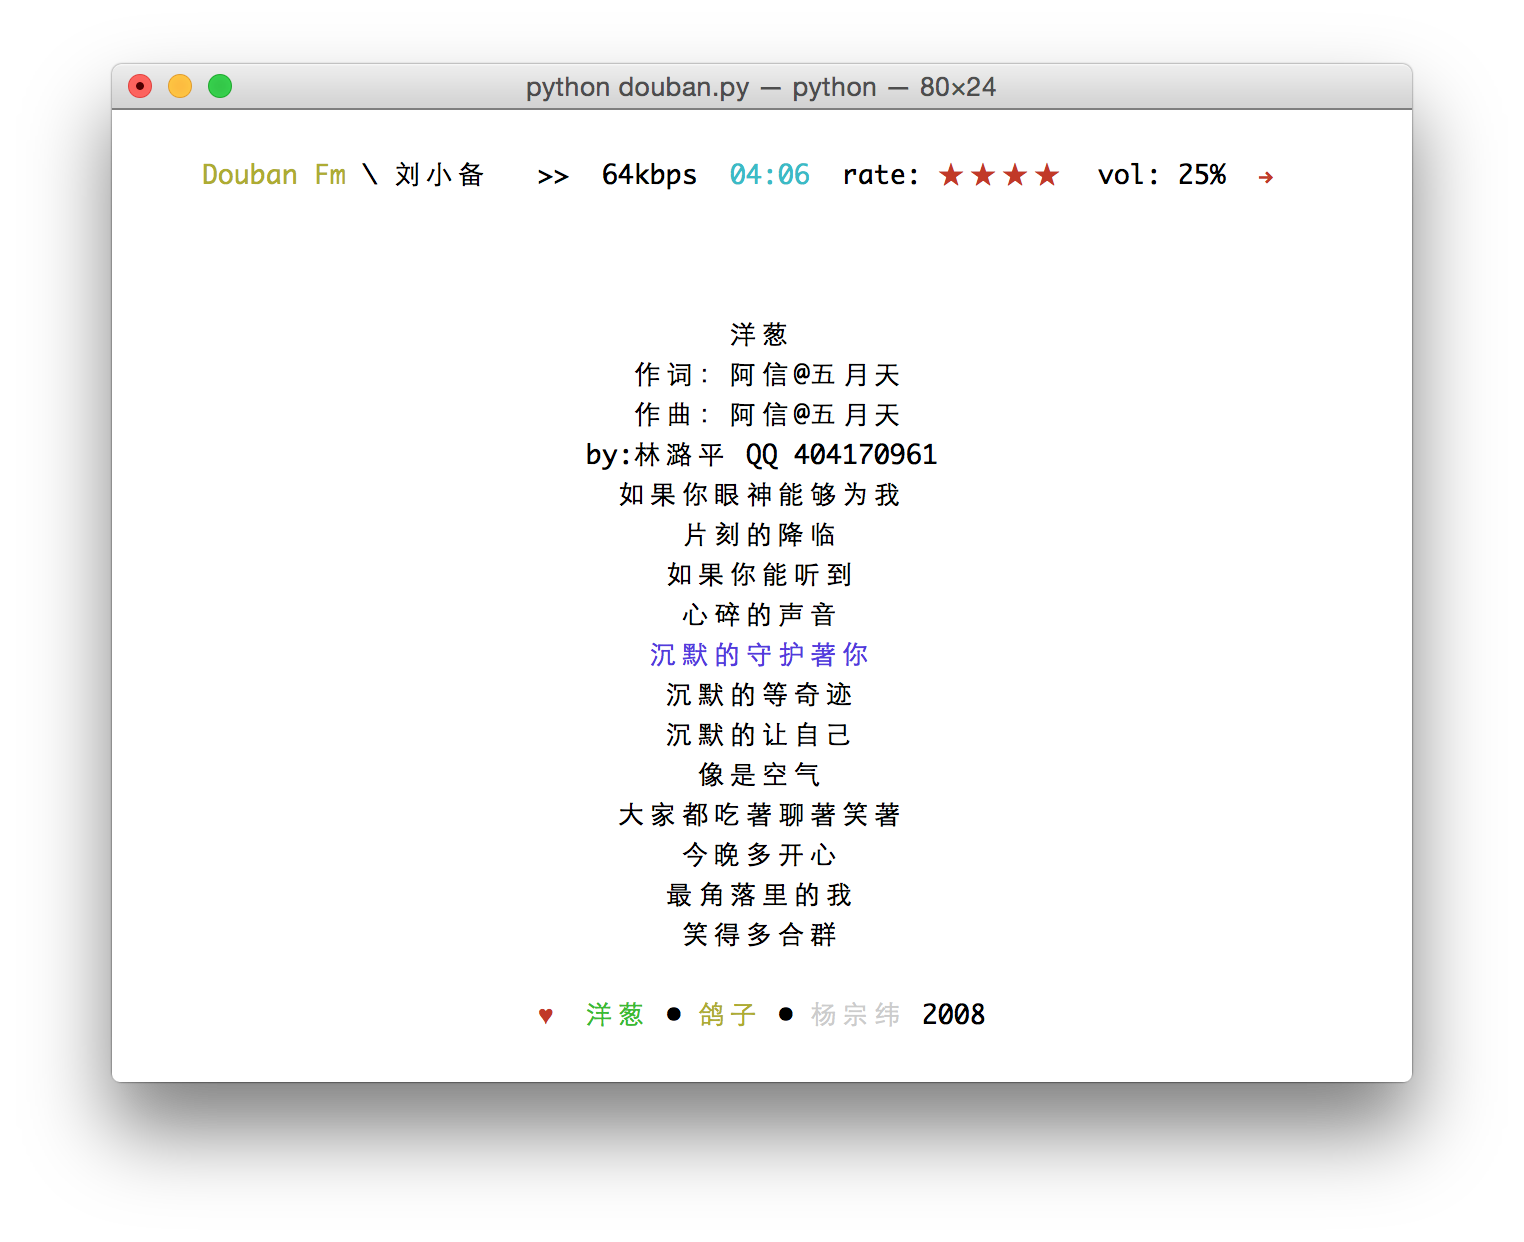 python douban.py — python — 80×24
Douban Fm \ 刘小备 >> 64kbps 04:06 rate: ★★★★ vol: 25% →
洋葱
作词：阿信@五月天
作曲：阿信@五月天
by:林潞平 QQ 404170961
如果你眼神能够为我
片刻的降临
如果你能听到
心碎的声音
沉默的守护著你
沉默的等奇迹
沉默的让自己
像是空气
大家都吃著聊著笑著
今晚多开心
最角落里的我
笑得多合群
♥ 洋葱 ● 鸽子 ● 杨宗纬 2008